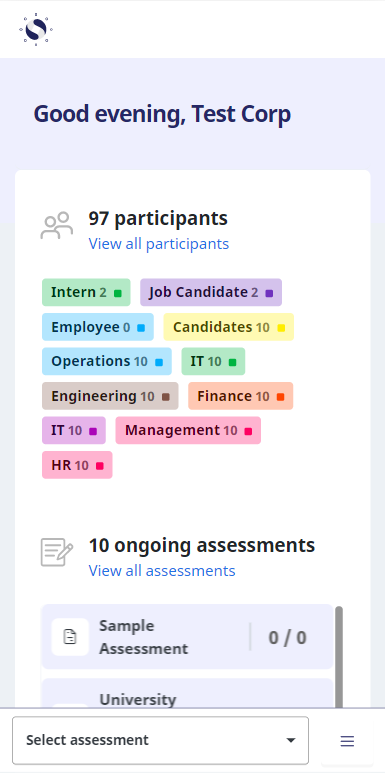 Good evening, Test Corp
97 participants
View all participants
Intern 2
Job Candidate 2
Employee 0
Candidates 10
Operations 10
IT 10
Engineering 10
Finance 10
IT 10
Management 10
HR 10
10 ongoing assessments
View all assessments
Sample
Assessment
0 / 0
University
Select assessment